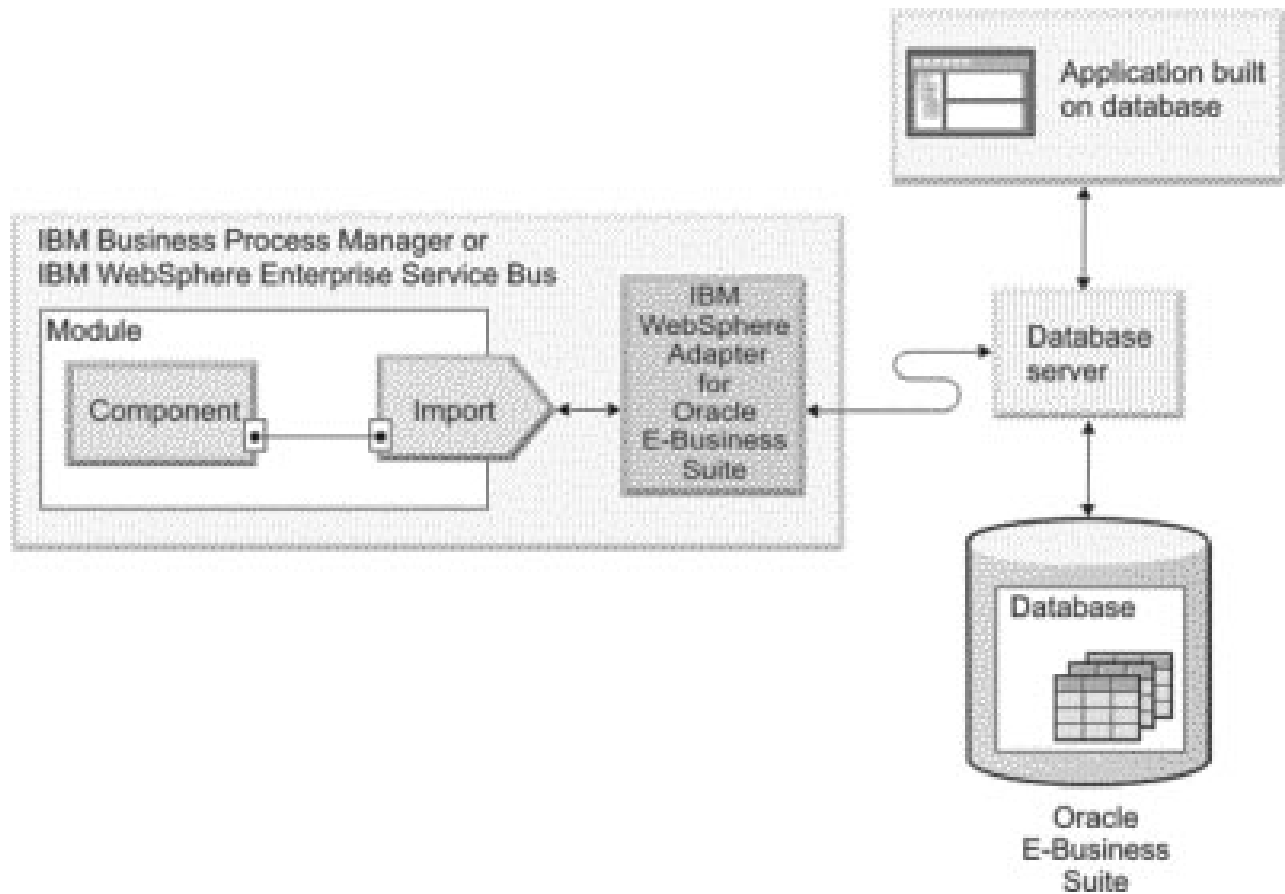 Application built
on database
IBM Business Process Manager or
IBM WebSphere Enterprise Service Bus
Module
Component
Import
IBM
WebSphere
Adapter
for
Oracle
E-Business
Suite
Database
server
Database
Oracle
E-Business
Suite